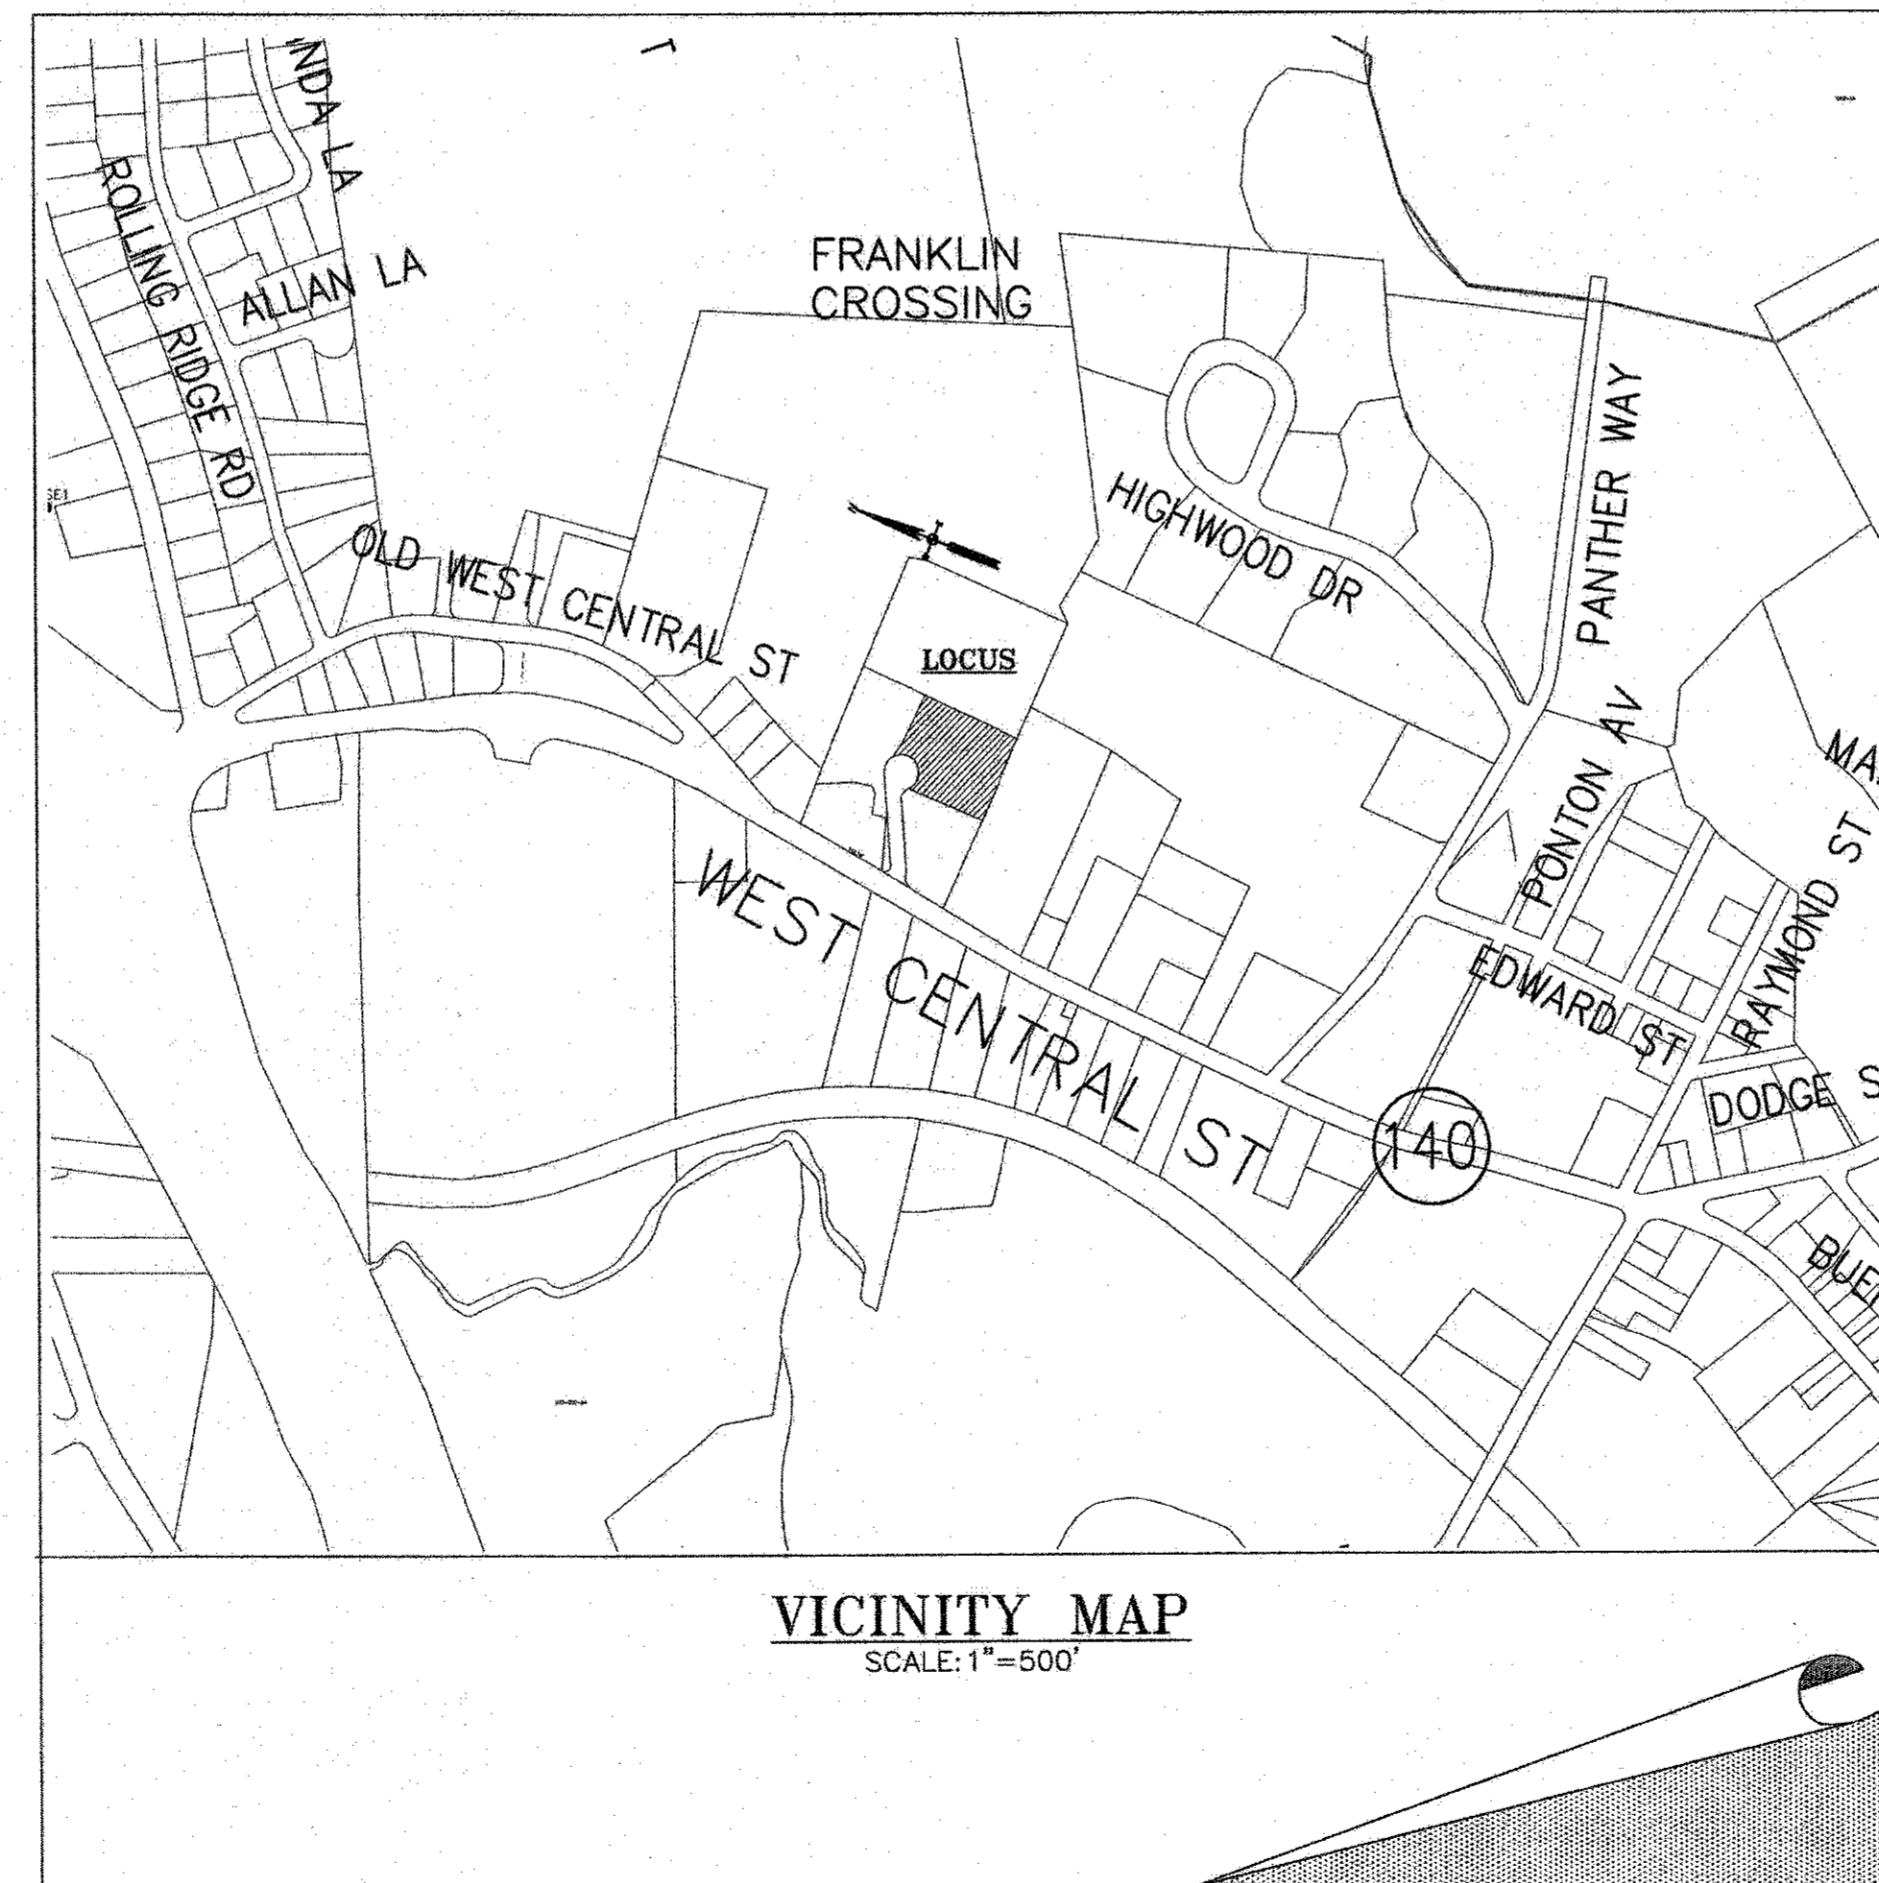 ROLLING RIDGE RD
ALLAN LA
FRANKLIN
CROSSING
OLD WEST CENTRAL ST
HIGHWOOD DR
PANTHER WAY
LOCUS
PONTON AV
RAYMOND ST
WEST CENTRAL ST
EDWARD ST
DODGE
140
VICINITY MAP
SCALE: 1"=500'